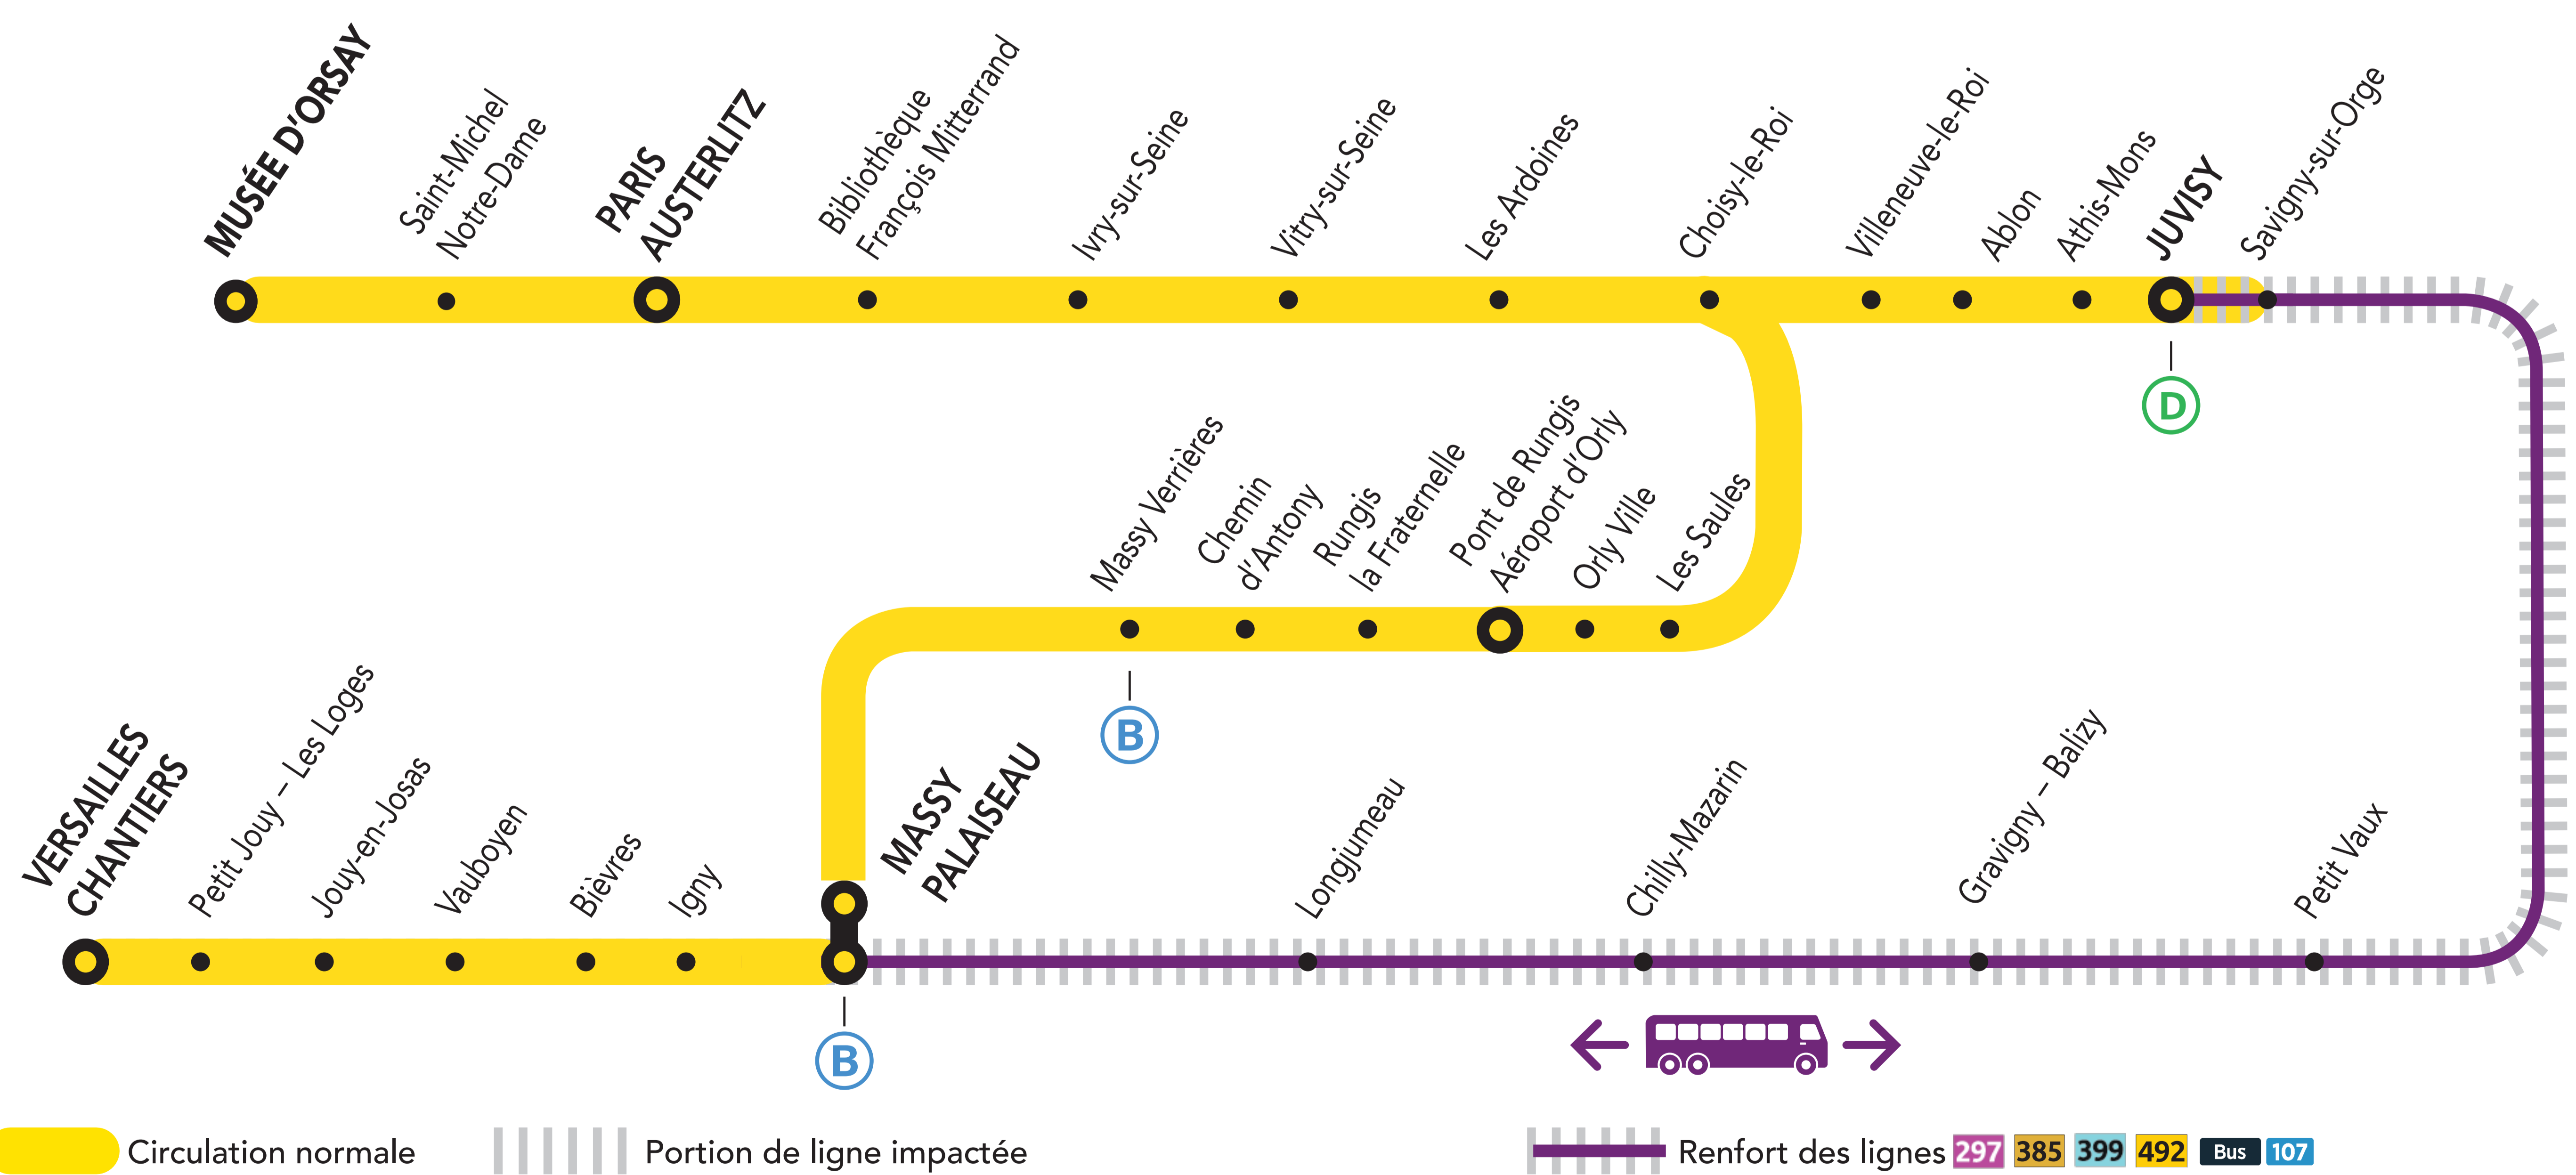 MUSÉE D'ORSAY
Saint-Michel
Notre-Dame
PARIS
AUSTERLITZ
Bibliothèque
François Mitterrand
Ivry-sur-Seine
Vitry-sur-Seine
Les Ardoines
Choisy-le-Roi
Villeneuve-le-Roi
Ablon
Athis-Mons
JUVISY
Savigny-sur-Orge
D
Massy Verrières
Chemin
d'Antony
Rungis
la Fraternelle
Pont de Rungis
Aéroport d'Orly
Orly Ville
Les Saules
B
VERSAILLES
CHANTIERS
Petit Jouy – Les Loges
Jouy-en-Josas
Vauboyen
Bièvres
Igny
MASSY
PALAISEAU
Longjumeau
Chilly-Mazarin
Gravigny – Balizy
Petit Vaux
B
Circulation normale
Portion de ligne impactée
Renfort des lignes 297 385 399 492 Bus 107